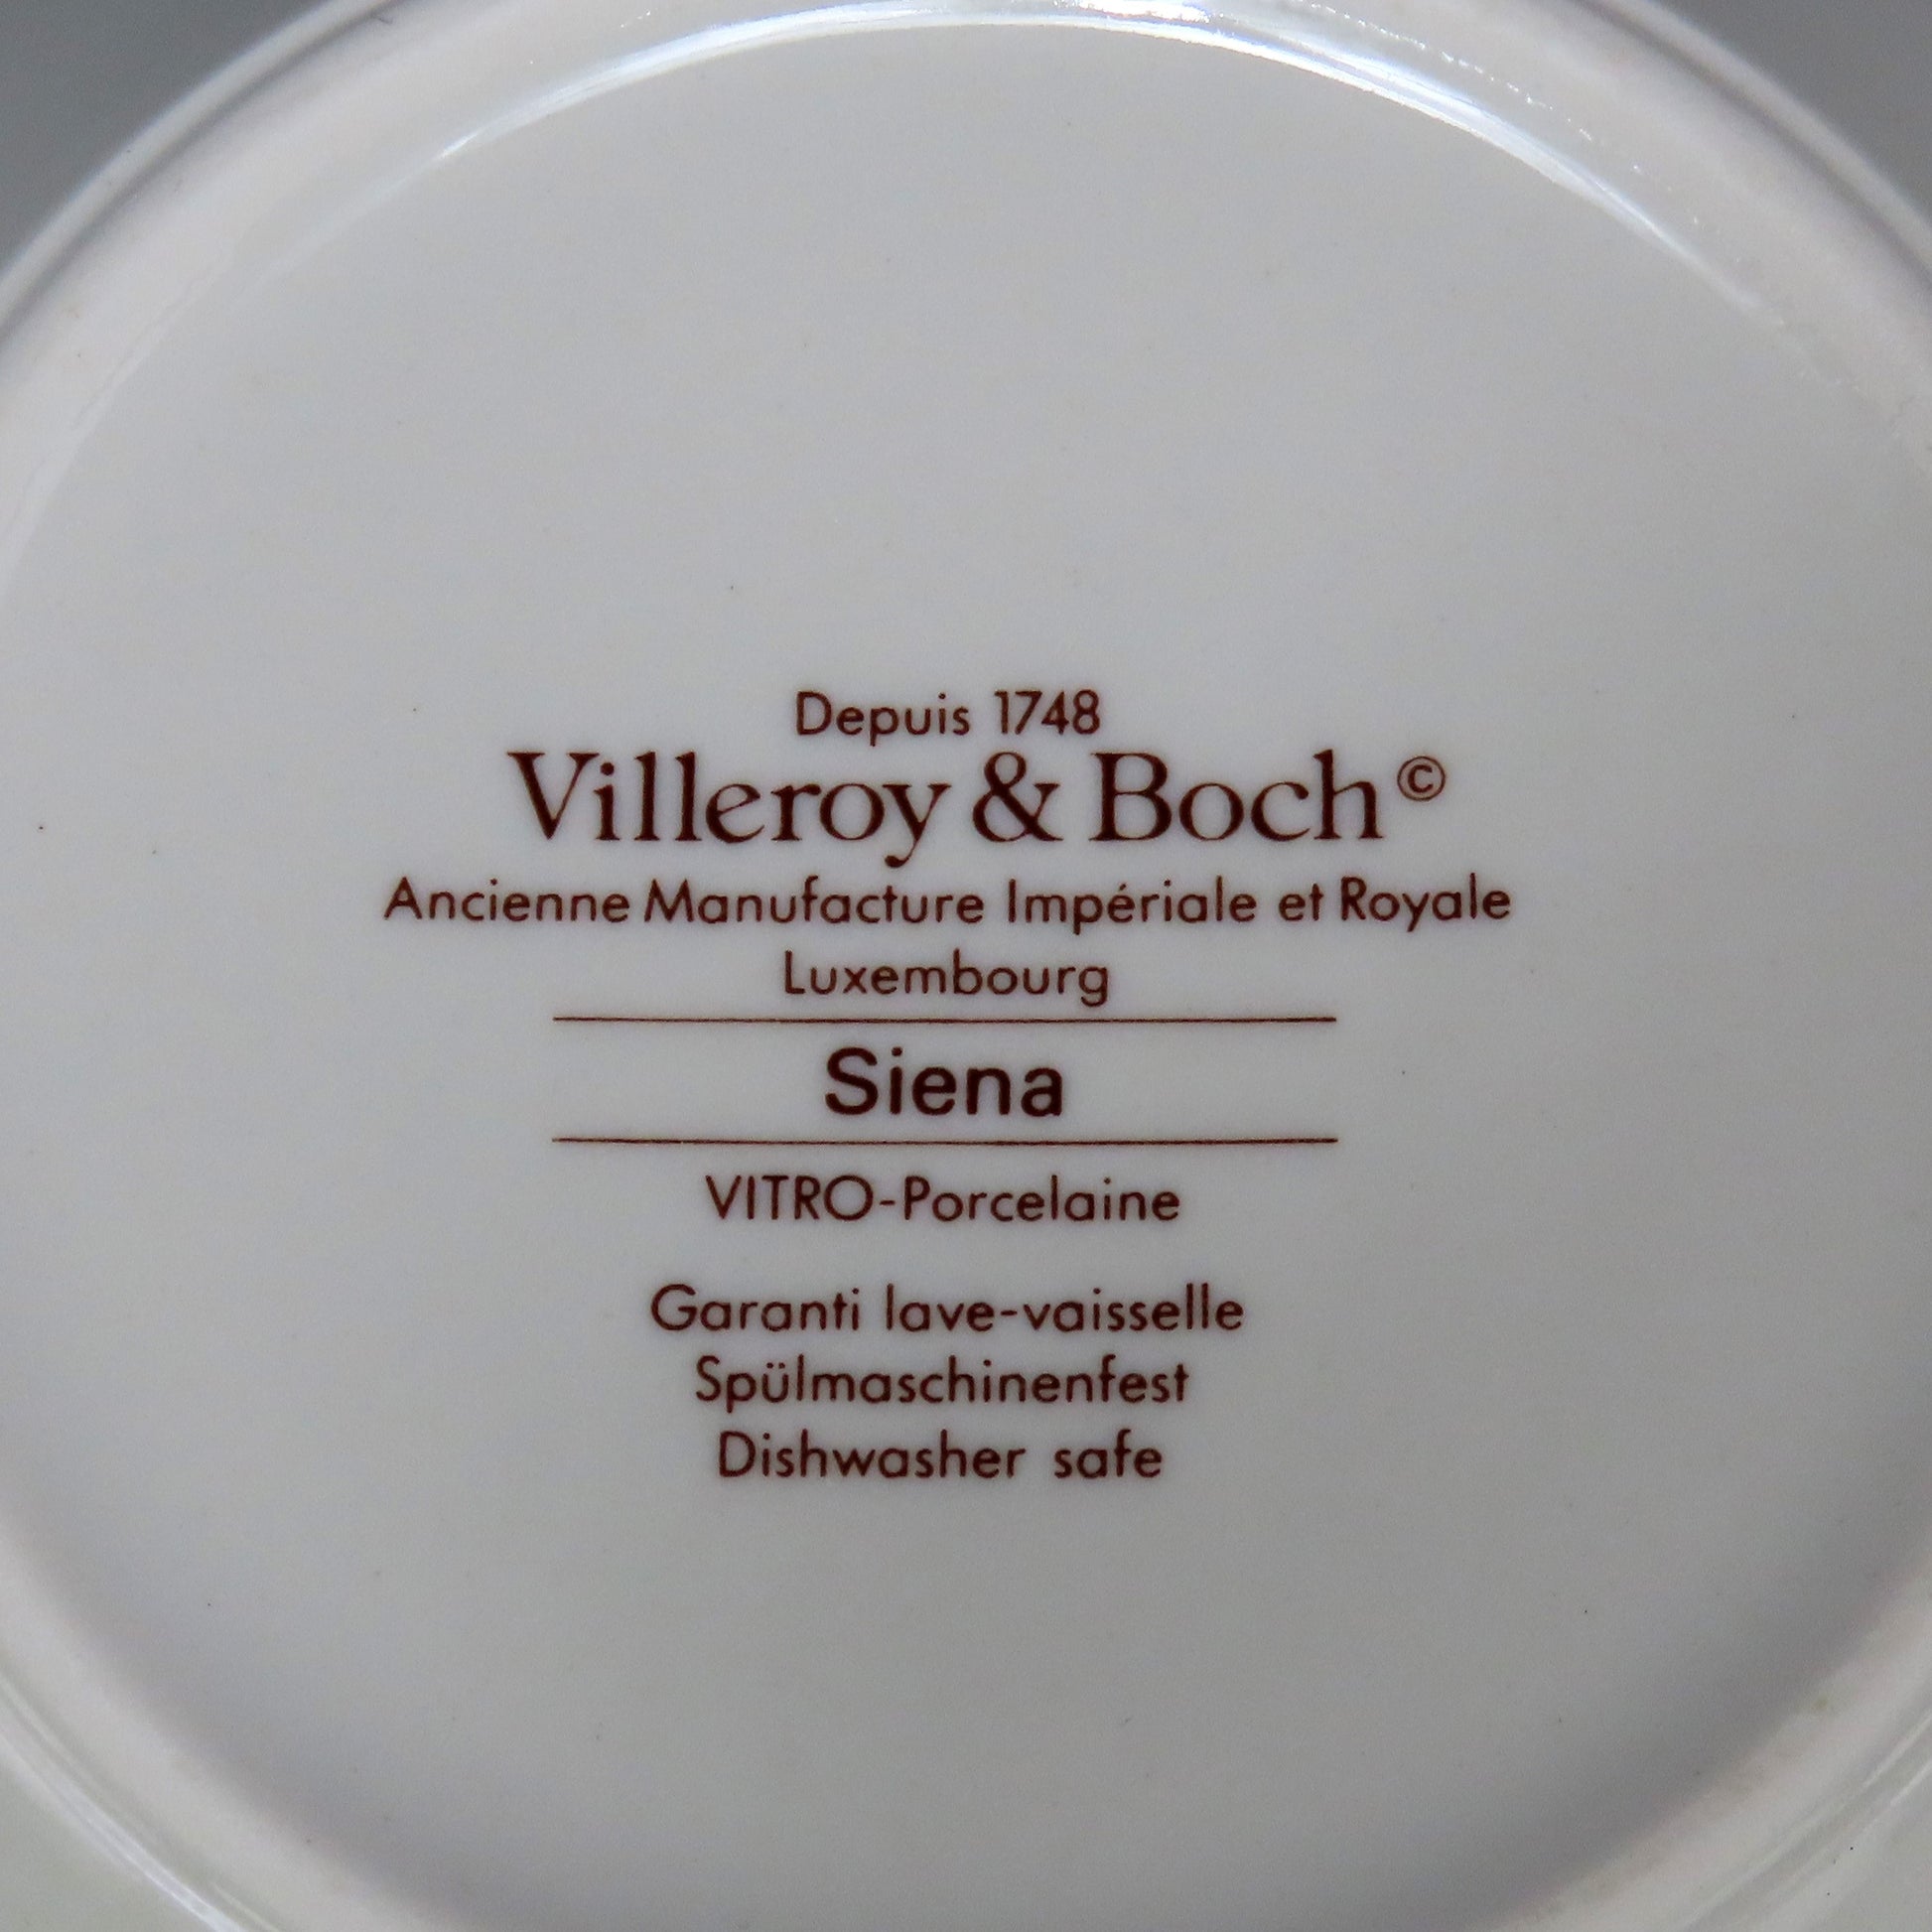 Depuis 1748
Villeroy & Boch©
Ancienne Manufacture Impériale et Royale
Luxembourg
Siena
VITRO-Porcelaine
Garanti lave-vaisselle
Spülmaschinenfest
Dishwasher safe